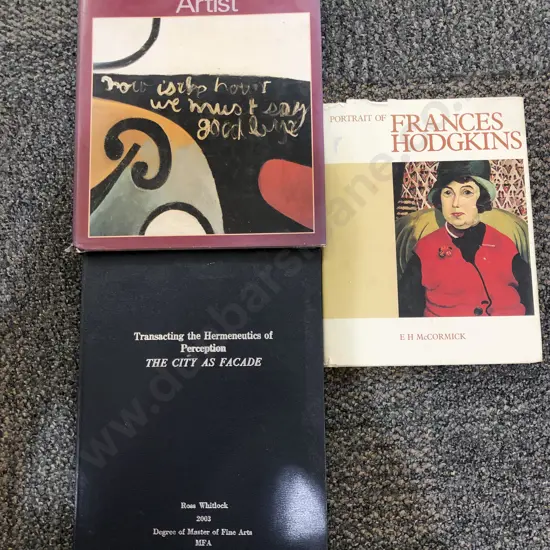 Artist
now is the hour
we must say
good bye
PORTRAIT OF
FRANCES
HODGKINS
E H McCORMICK
Transacting the Hermeneutics of
Perception
THE CITY AS FACADE
Ross Whitlock
2003
Degree of Master of Fine Arts
MFA